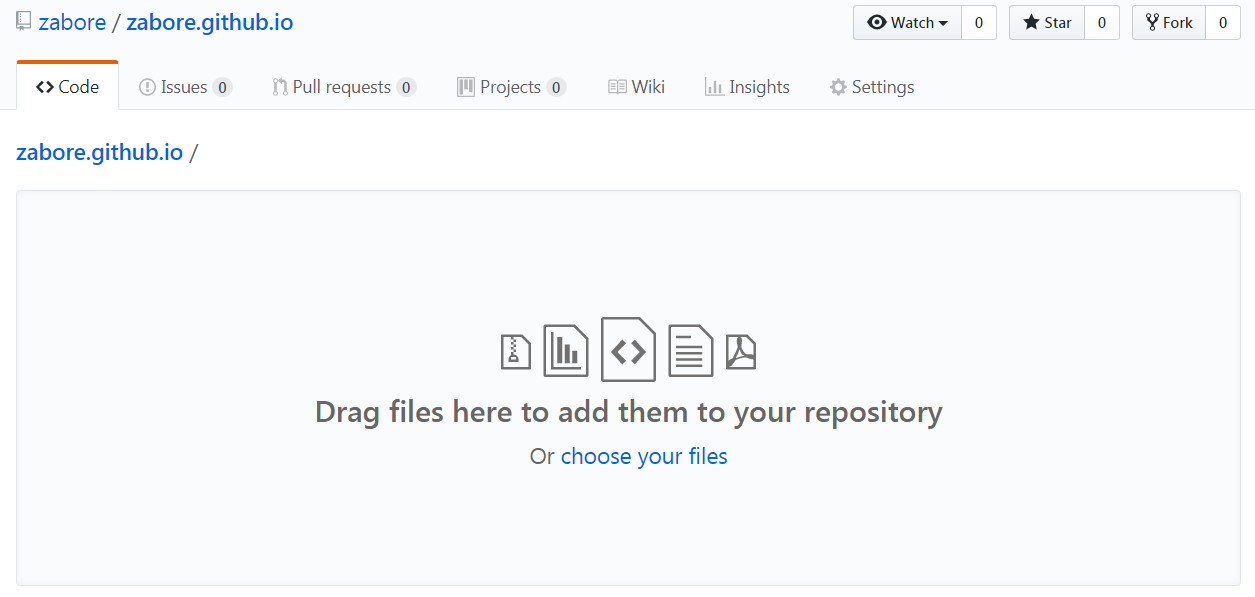 zabore / zabore.github.io Watch 0 Star 0 Fork 0
Code Issues 0 Pull requests 0 Projects 0 Wiki Insights Settings
zabore.github.io /
Drag files here to add them to your repository
Or choose your files